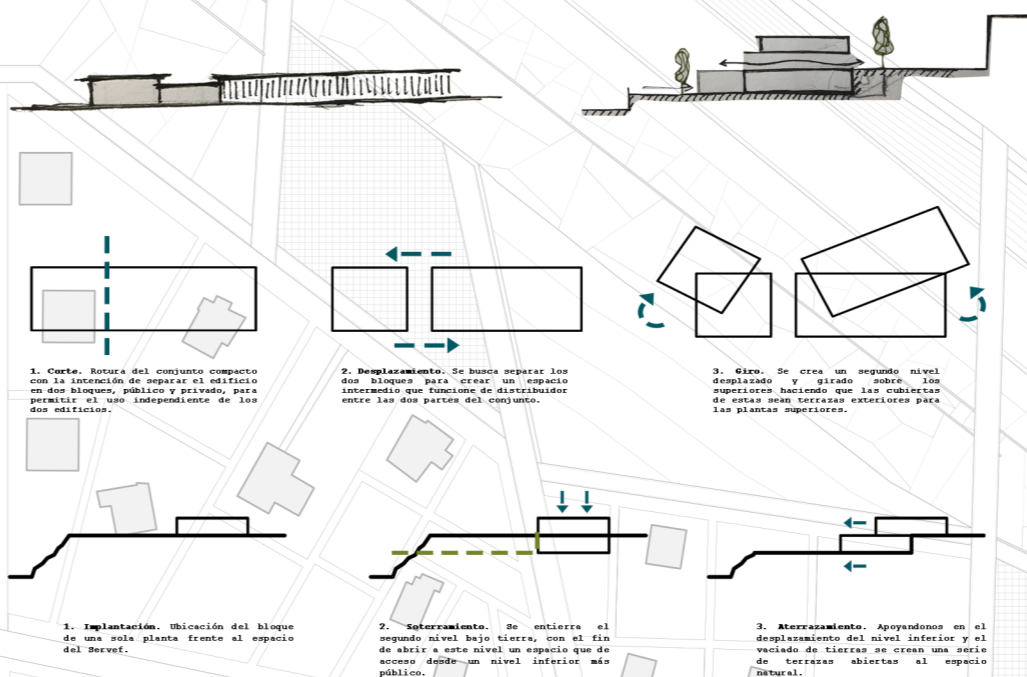 1. Corte. Rotura del conjunto compacto
con la intención de separar el edificio
en dos bloques, público y privado, para
permitir el uso independiente de los
dos edificios.
2. Desplazamiento. Se busca separar los
dos bloques para crear un espacio
intermedio que funcione de distribuidor
entre las dos partes del conjunto.
3. Giro. Se crea un segundo nivel
desplazado y girado sobre los
superiores haciendo que las cubiertas
de estas sean terrazas exteriores para
las plantas superiores.
1. Implantación. Ubicación del bloque
de una sola planta frente al espacio
del Servef.
2. Soterramiento. Se entierra el
segundo nivel bajo tierra, con el fin
de abrir a este nivel un espacio que de
acceso desde un nivel inferior más
público.
3. Aterrazamiento. Apoyandonos en el
desplazamiento del nivel inferior y el
vaciado de tierras se crean una serie
de terrazas abiertas al espacio
natural.